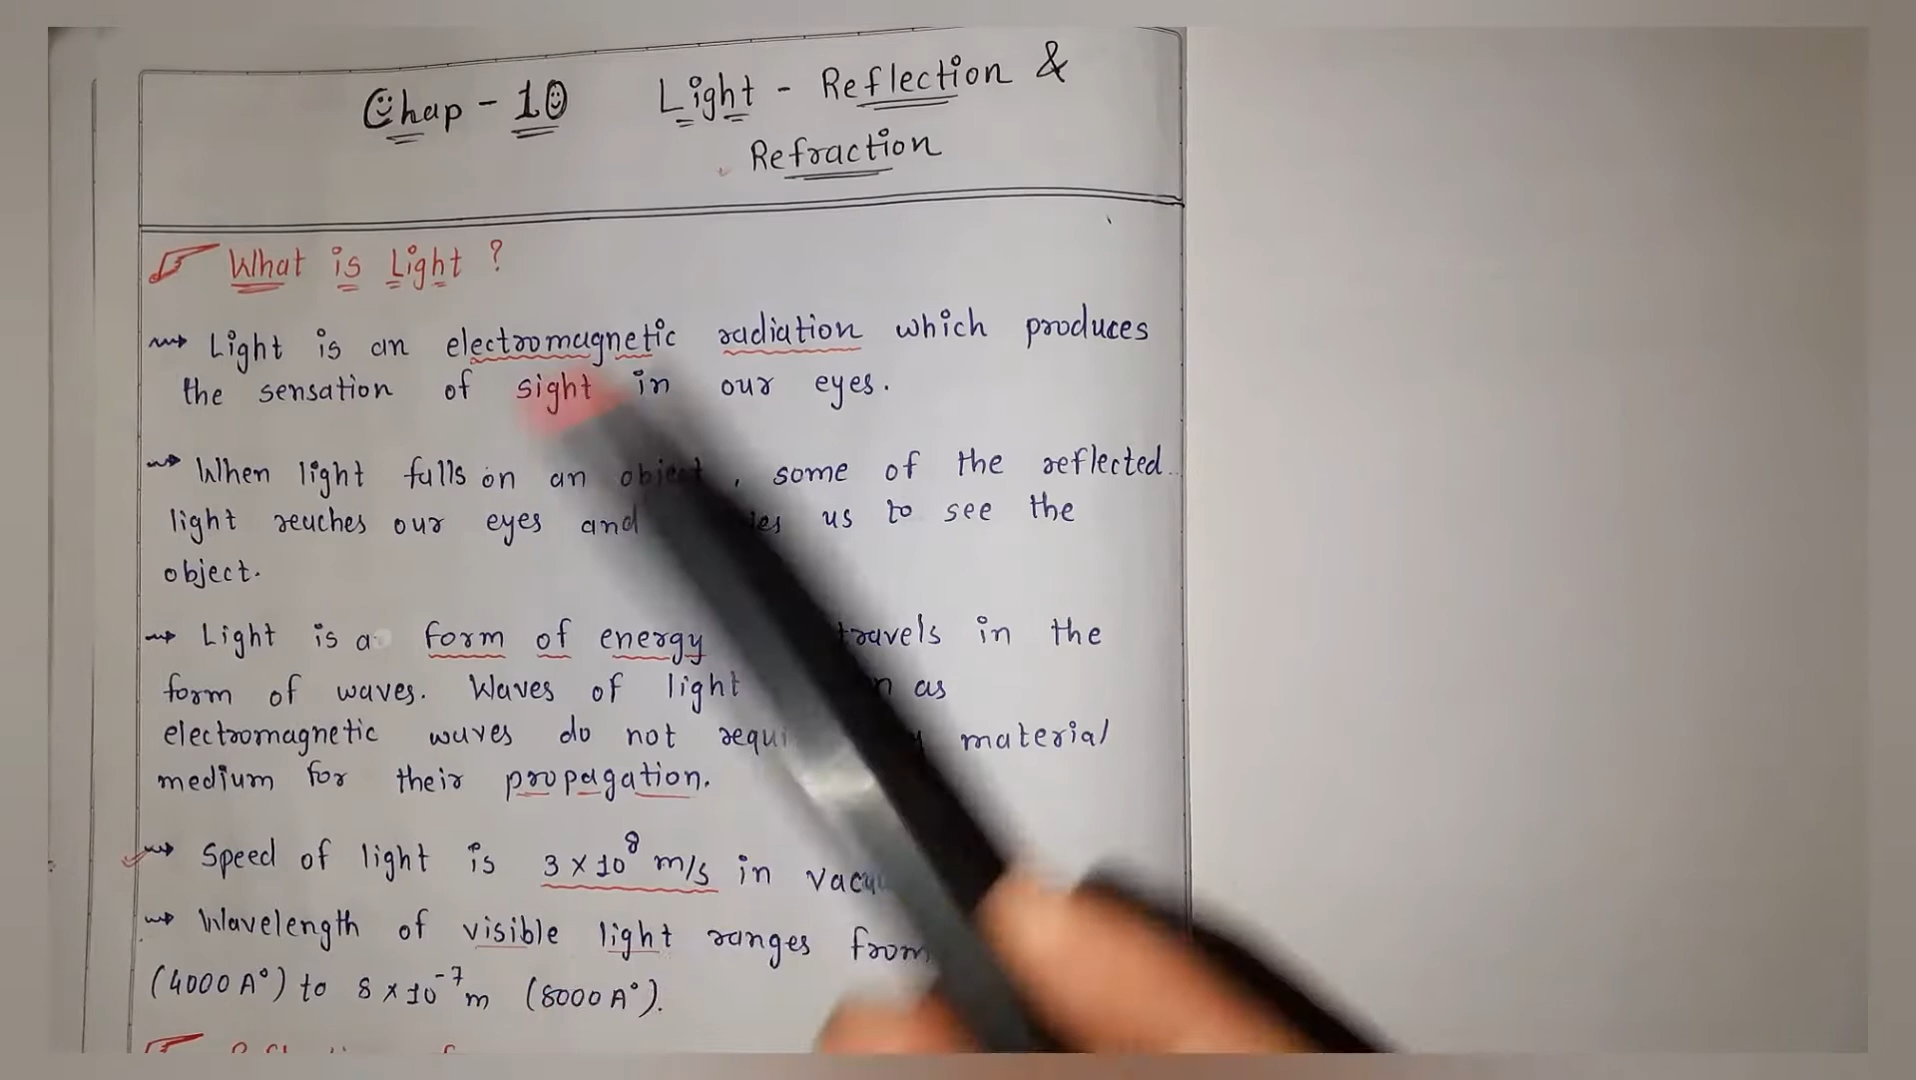 Chap - 10 Light - Reflection &
Refraction
What is Light ?
Light is an electromagnetic radiation which produces
the sensation of sight in our eyes.
When light falls on an object, some of the reflected
light reaches our eyes and us to see the
object.
Light is a form of energy travels in the
form of waves. Waves of light as
electromagnetic waves do not material
medium for their propagation.
Speed of light is 3 × 10⁸ m/s in
Wavelength of visible light ranges from
(4000 A°) to 8 × 10⁻⁷ m (8000 A°).